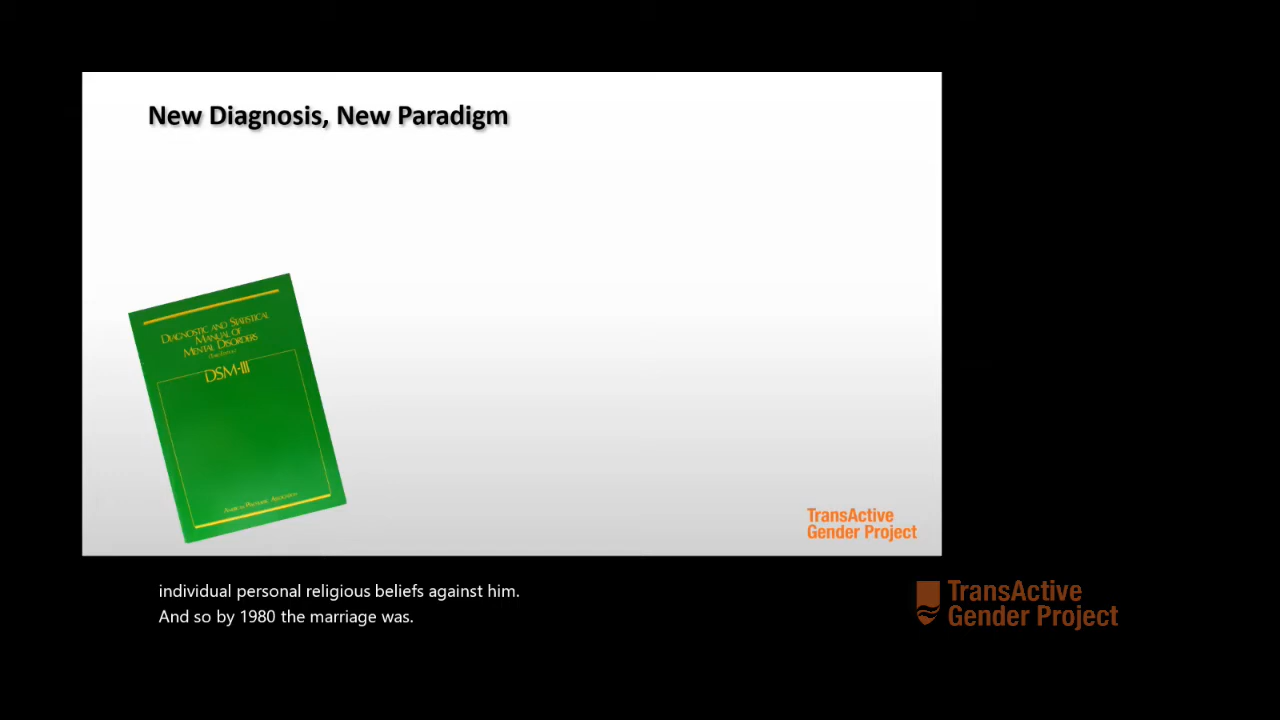 New Diagnosis, New Paradigm
DIAGNOSTIC AND STATISTICAL
MANUAL OF
MENTAL DISORDERS
DSM-III
TransActive
Gender Project
individual personal religious beliefs against him.
And so by 1980 the marriage was.
TransActive
Gender Project